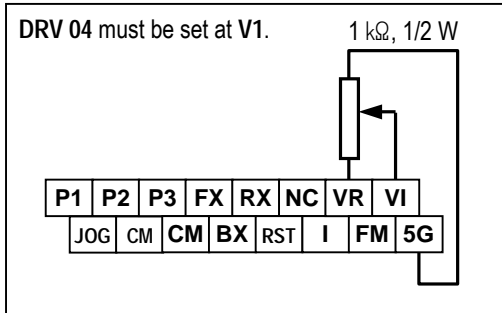 DRV 04 must be set at V1. 1 kΩ, 1/2 W
P1 P2 P3 FX RX NC VR VI
JOG CM CM BX RST I FM 5G